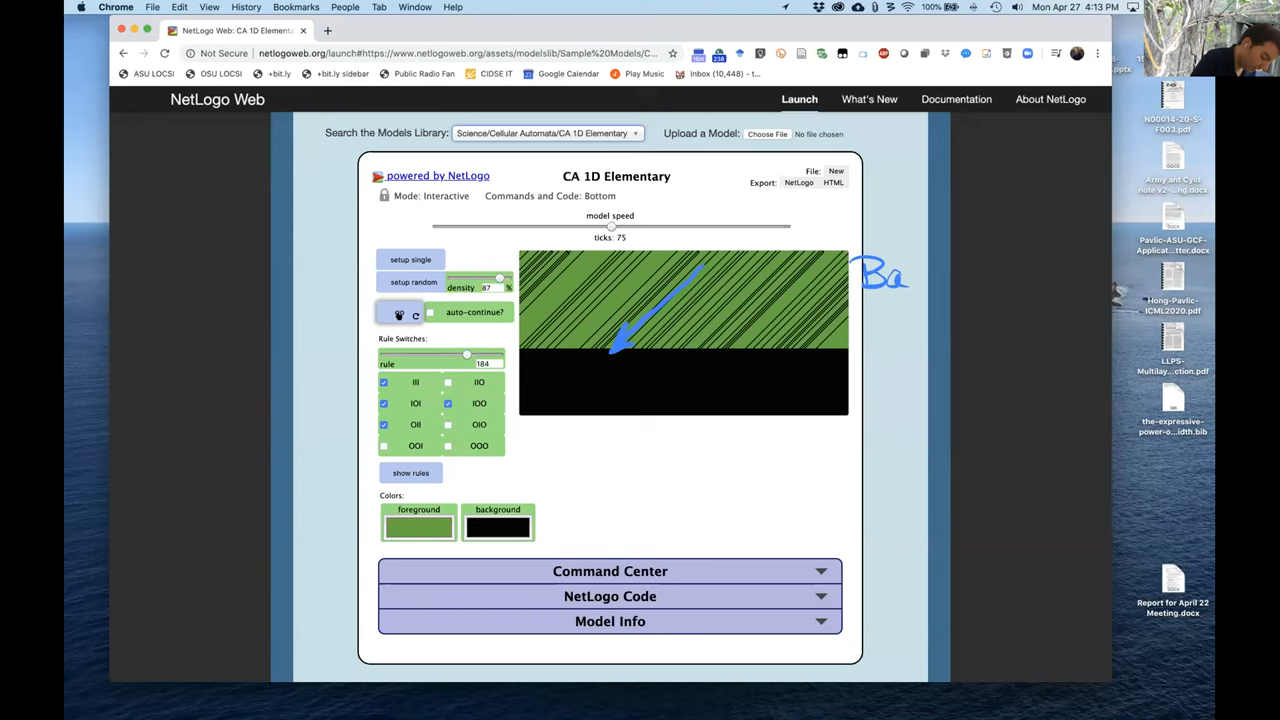 Chrome File Edit View History Bookmarks People Tab Window Help
100% Mon Apr 27 4:13 PM
NetLogo Web: CA 1D Elementa × +
Not Secure netlogoweb.org/launch#https://www.netlogoweb.org/assets/modelslib/Sample%20Models/C...
ASU LOCSI OSU LOCSI +bit.ly +bit.ly sidebar Public Radio Fan CIDSE IT Google Calendar Play Music Inbox (10,448) - t...
NetLogo Web
Launch What's New Documentation About NetLogo
Search the Models Library: Science/Cellular Automata/CA 1D Elementary
Upload a Model: Choose File No file chosen
powered by NetLogo
CA 1D Elementary
File: New
Export: NetLogo HTML
Mode: Interactive Commands and Code: Bottom
model speed
ticks: 75
setup single
setup random
density 87 %
go
auto-continue?
Ba
Rule Switches:
rule 184
III IIO
IOI IOO
OII OIO
OOI OOO
show rules
Colors:
foreground background
Command Center
NetLogo Code
Model Info
N00014-20-S-
F003.pdf
Army ant Cyst
note v2-...ng.docx
Pavlic-ASU-GCF-
Applicat...tter.docx
Hong-Pavlic-
ICML2020.pdf
LLPS-
Multilay...ction.pdf
the-expressive-
power-o...idth.bib
Report for April 22
Meeting.docx